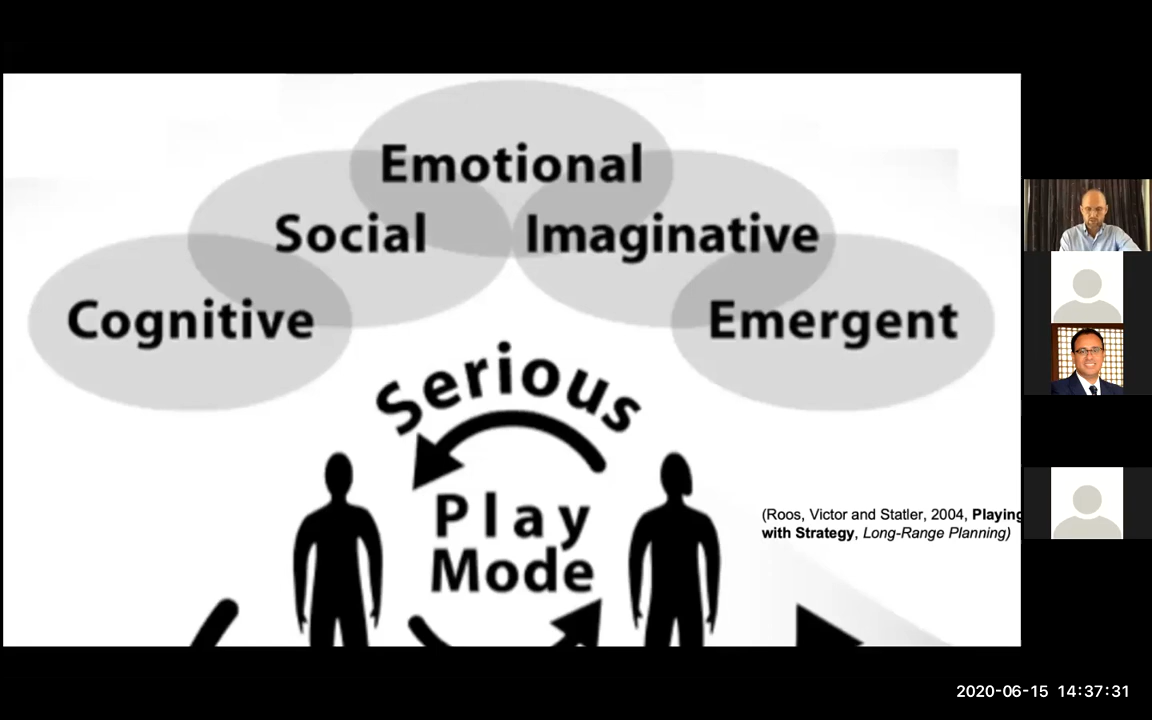 Emotional
Social Imaginative
Cognitive Emergent
Serious
Play
Mode
(Roos, Victor and Statler, 2004, Playing
with Strategy, Long-Range Planning)
2020-06-15 14:37:31